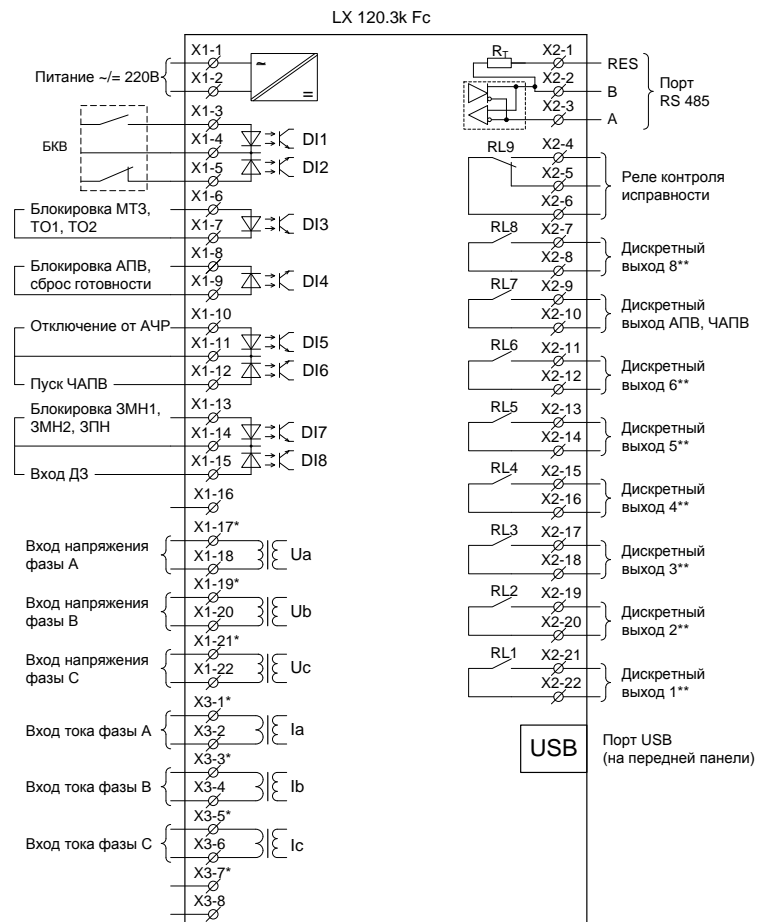 LX 120.3k Fc
X1-1
Питание ~/= 220В
X1-2
X1-3
БКВ
X1-4
DI1
X1-5
DI2
X1-6
Блокировка МТЗ,
ТО1, ТО2
X1-7
DI3
X1-8
Блокировка АПВ,
сброс готовности
X1-9
DI4
X1-10
Отключение от АЧР
X1-11
DI5
X1-12
DI6
Пуск ЧАПВ
X1-13
Блокировка ЗМН1,
ЗМН2, ЗПН
X1-14
DI7
X1-15
DI8
Вход ДЗ
X1-16
X1-17*
Вход напряжения
фазы А
X1-18
Ua
X1-19*
Вход напряжения
фазы В
X1-20
Ub
X1-21*
Вход напряжения
фазы С
X1-22
Uc
X3-1*
Вход тока фазы А
X3-2
Ia
X3-3*
Вход тока фазы В
X3-4
Ib
X3-5*
Вход тока фазы С
X3-6
Ic
X3-7*
X3-8
RT
X2-1
RES
X2-2
B
X2-3
A
Порт
RS 485
RL9
X2-4
X2-5
X2-6
Реле контроля
исправности
RL8
X2-7
X2-8
Дискретный
выход 8**
RL7
X2-9
X2-10
Дискретный
выход АПВ, ЧАПВ
RL6
X2-11
X2-12
Дискретный
выход 6**
RL5
X2-13
X2-14
Дискретный
выход 5**
RL4
X2-15
X2-16
Дискретный
выход 4**
RL3
X2-17
X2-18
Дискретный
выход 3**
RL2
X2-19
X2-20
Дискретный
выход 2**
RL1
X2-21
X2-22
Дискретный
выход 1**
USB
Порт USB
(на передней панели)